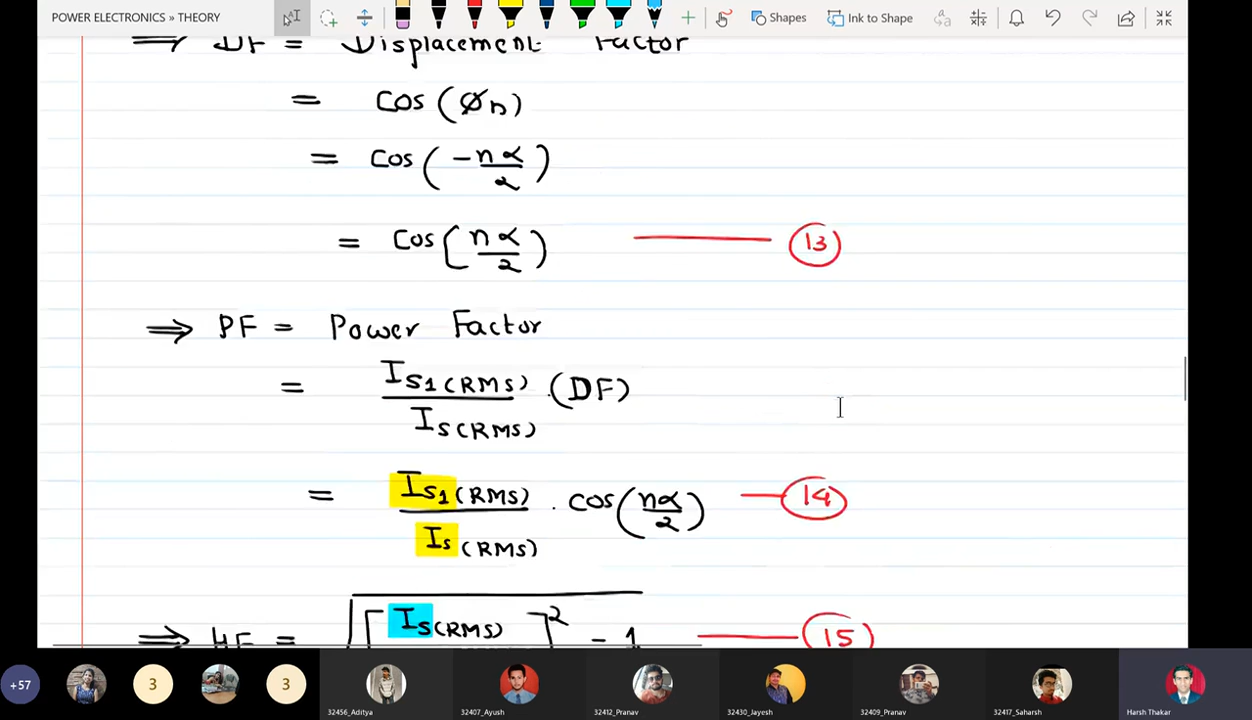 POWER ELECTRONICS » THEORY
Shapes
Ink to Shape
⇒ DF = Displacement Factor
= cos(øn)
= cos(-nα/2)
= cos[nα/2) —— 13
⇒ PF = Power Factor
= IS1(RMS)/IS(RMS) · (DF)
= IS1(RMS)/IS(RMS) · cos(nα/2) — 14
⇒ HF = √[IS(RMS) ]² - 1 —— 15
+57
3
3
32456_Aditya
32407_Ayush
32412_Pranav
32430_Jayesh
32409_Pranav
32417_Saharsh
Harsh Thakar